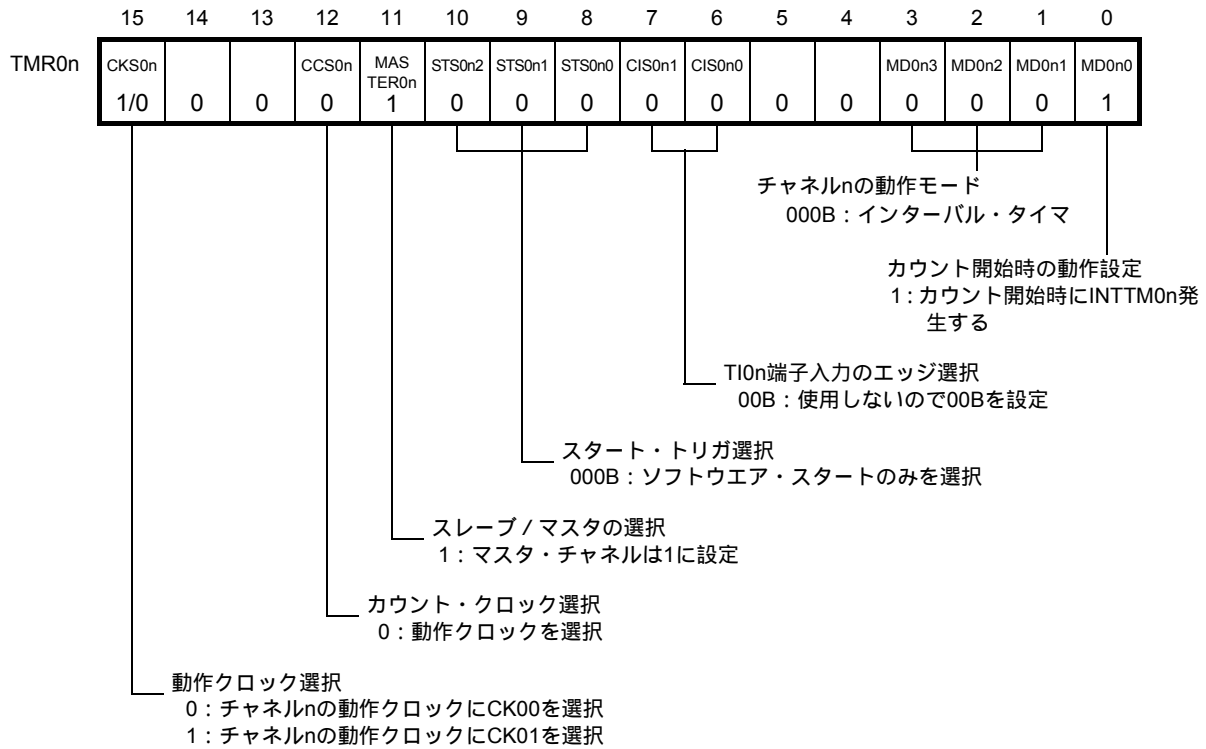 15 14 13 12 11 10 9 8 7 6 5 4 3 2 1 0
TMR0n CKS0n CCS0n MAS TER0n STS0n2 STS0n1 STS0n0 CIS0n1 CIS0n0 MD0n3 MD0n2 MD0n1 MD0n0
1/0 0 0 0 1 0 0 0 0 0 0 0 0 0 0 1
チャネルnの動作モード
000B：インターバル・タイマ
カウント開始時の動作設定
1：カウント開始時にINTTM0n発
生する
TI0n端子入力のエッジ選択
00B：使用しないので00Bを設定
スタート・トリガ選択
000B：ソフトウエア・スタートのみを選択
スレーブ／マスタの選択
1：マスタ・チャネルは1に設定
カウント・クロック選択
0：動作クロックを選択
動作クロック選択
0：チャネルnの動作クロックにCK00を選択
1：チャネルnの動作クロックにCK01を選択